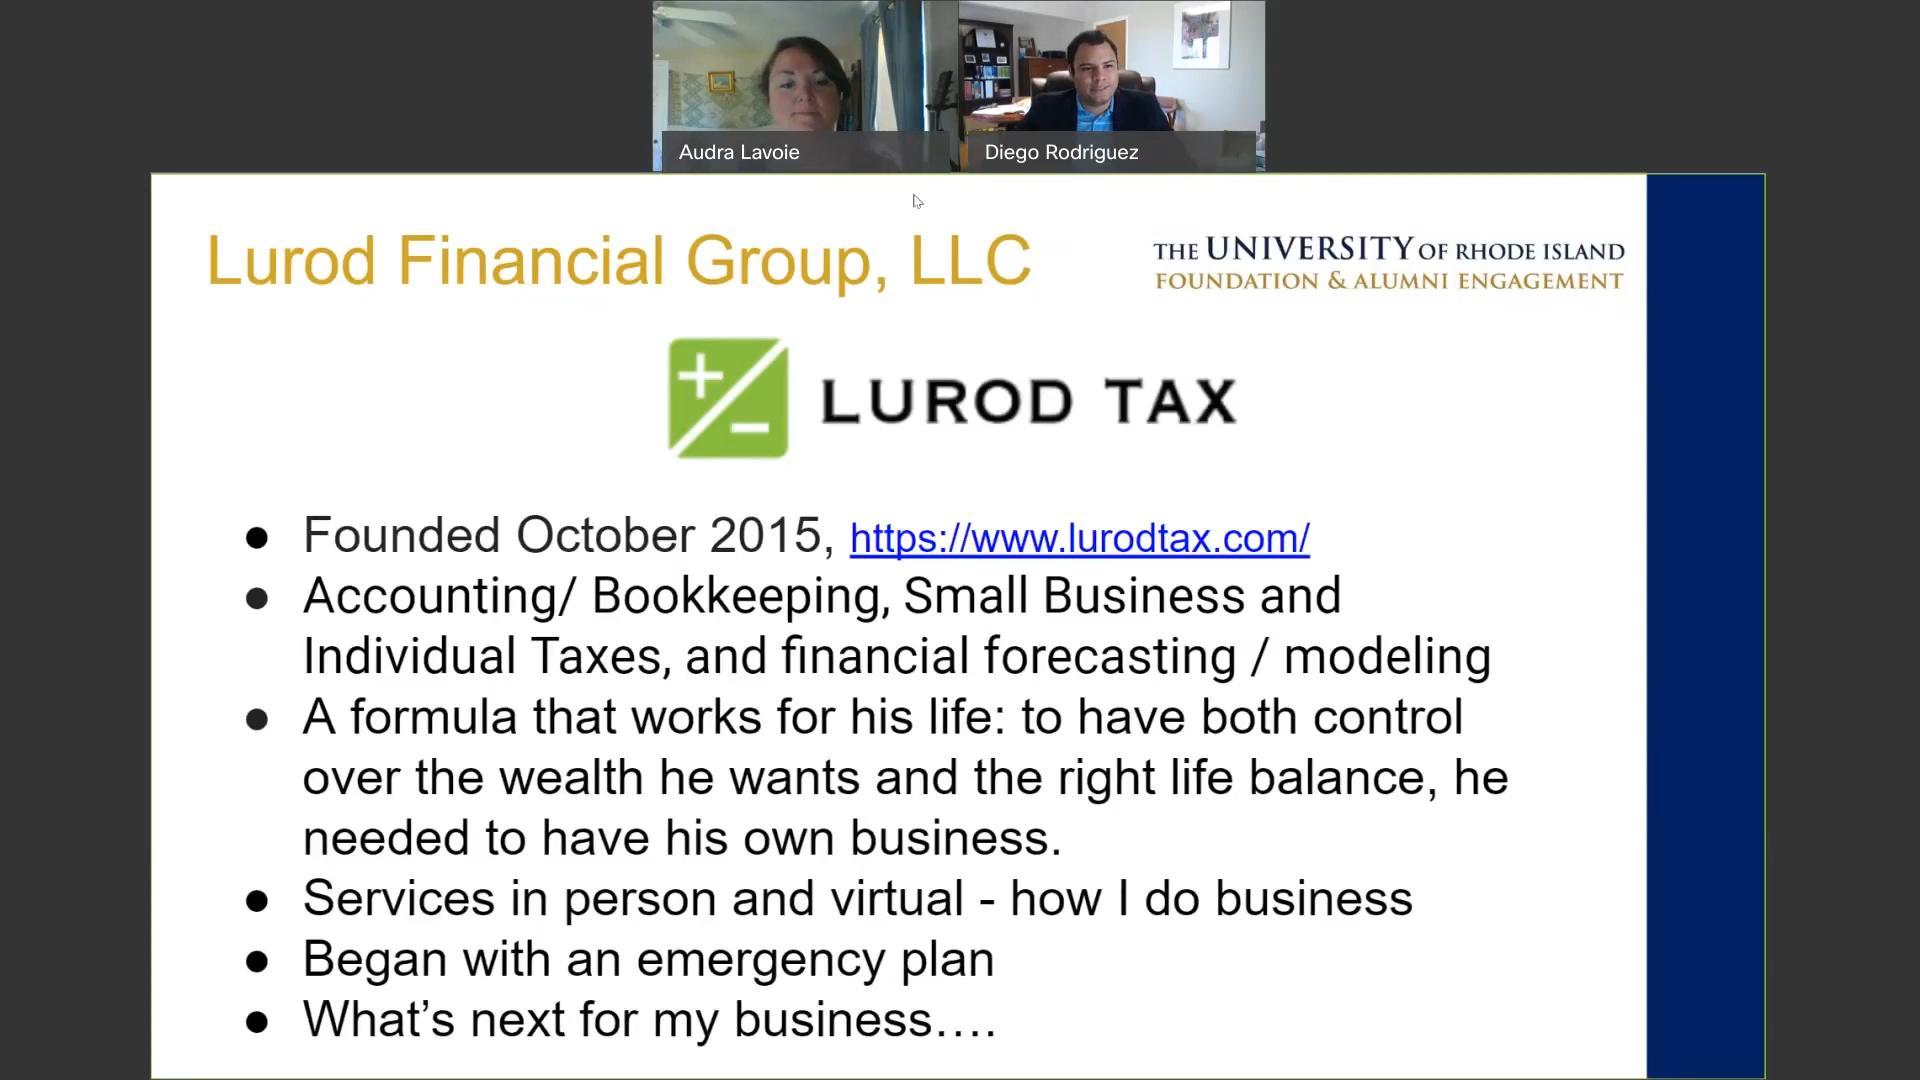 Audra Lavoie
Diego Rodriguez
Lurod Financial Group, LLC
THE UNIVERSITY OF RHODE ISLAND
FOUNDATION & ALUMNI ENGAGEMENT
LUROD TAX
● Founded October 2015, https://www.lurodtax.com/
● Accounting/ Bookkeeping, Small Business and
Individual Taxes, and financial forecasting / modeling
● A formula that works for his life: to have both control
over the wealth he wants and the right life balance, he
needed to have his own business.
● Services in person and virtual - how I do business
● Began with an emergency plan
● What’s next for my business….